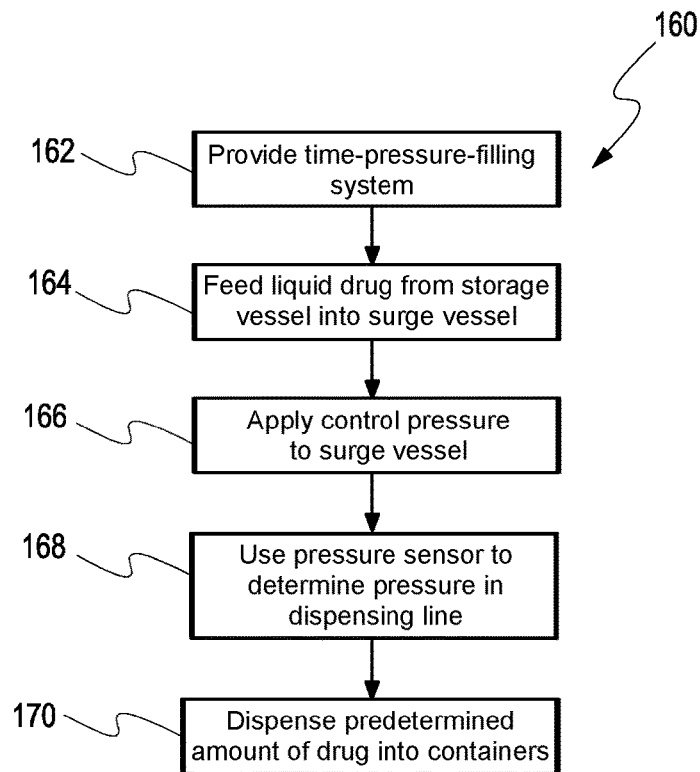 160
162
Provide time-pressure-filling
system
164
Feed liquid drug from storage
vessel into surge vessel
166
Apply control pressure
to surge vessel
168
Use pressure sensor to
determine pressure in
dispensing line
170
Dispense predetermined
amount of drug into containers